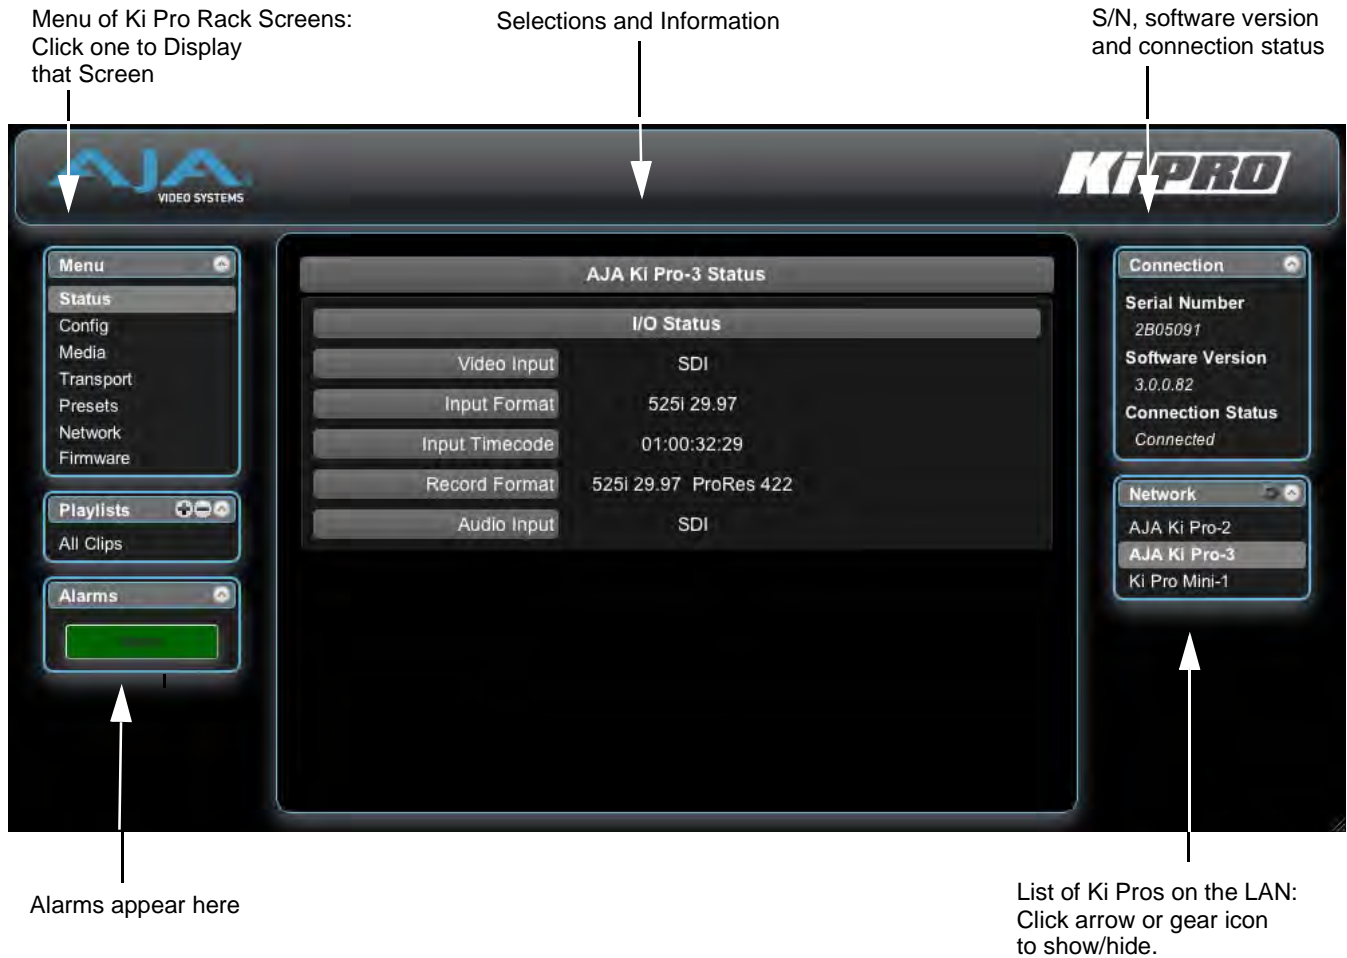 Menu of Ki Pro Rack Screens:
Click one to Display
that Screen
Selections and Information
S/N, software version
and connection status
AJA
VIDEO SYSTEMS
Ki PRO
Menu
Status
Config
Media
Transport
Presets
Network
Firmware
Playlists
All Clips
Alarms
AJA Ki Pro-3 Status
I/O Status
Video Input SDI
Input Format 525i 29.97
Input Timecode 01:00:32:29
Record Format 525i 29.97 ProRes 422
Audio Input SDI
Connection
Serial Number
2B05091
Software Version
3.0.0.82
Connection Status
Connected
Network
AJA Ki Pro-2
AJA Ki Pro-3
Ki Pro Mini-1
Alarms appear here
List of Ki Pros on the LAN:
Click arrow or gear icon
to show/hide.